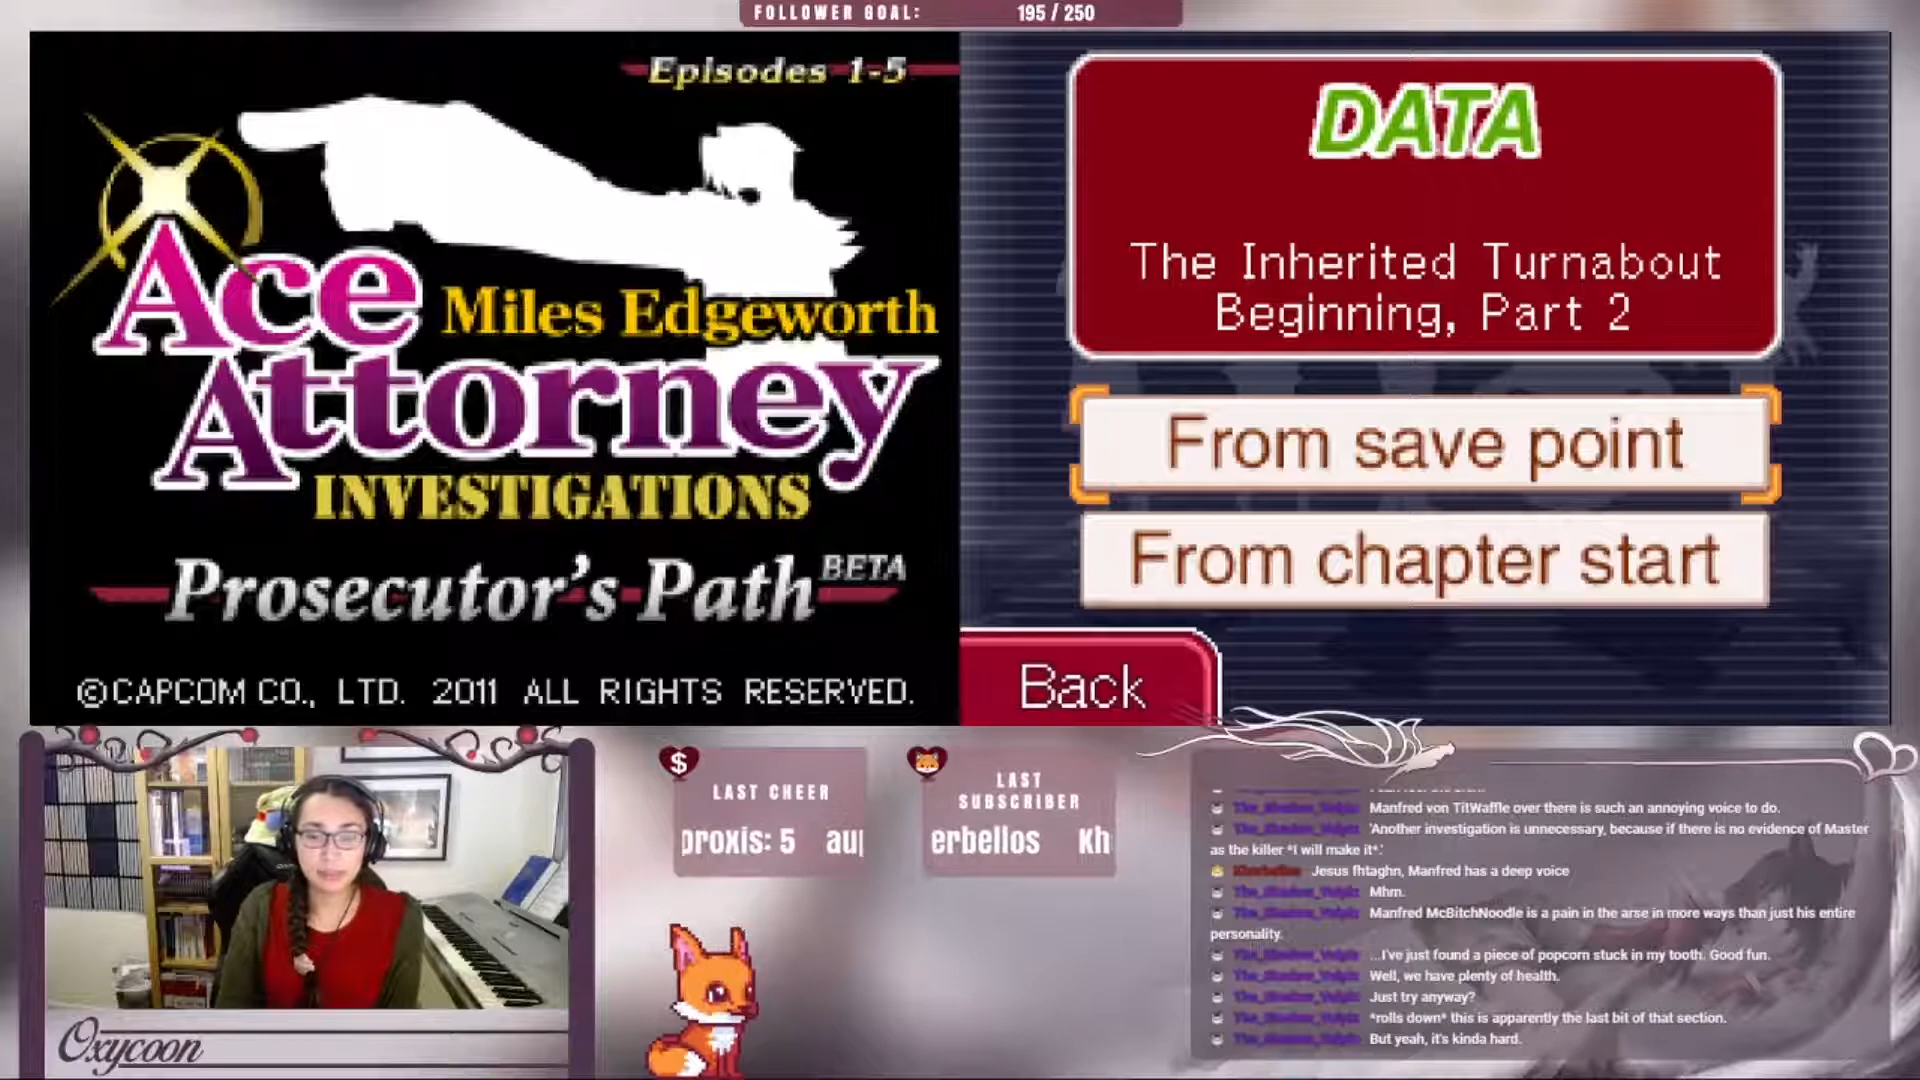 FOLLOWER GOAL: 195 / 250
Episodes 1-5
Ace
Miles Edgeworth
Attorney
INVESTIGATIONS
Prosecutor's Path BETA
©CAPCOM CO., LTD. 2011 ALL RIGHTS RESERVED.
DATA
The Inherited Turnabout
Beginning, Part 2
From save point
From chapter start
Back
Oxycoon
$
LAST CHEER
proxis: 5 au
LAST
SUBSCRIBER
erbellos Kh
Manfred von TitWaffle over there is such an annoying voice to do.
'Another investigation is unnecessary, because if there is no evidence of Master
as the killer *I will make it*.'
Jesus fhtaghn, Manfred has a deep voice
Mhm.
Manfred McBitchNoodle is a pain in the arse in more ways than just his entire
personality.
...I've just found a piece of popcorn stuck in my tooth. Good fun.
Well, we have plenty of health.
Just try anyway?
*rolls down* this is apparently the last bit of that section.
But yeah, it's kinda hard.